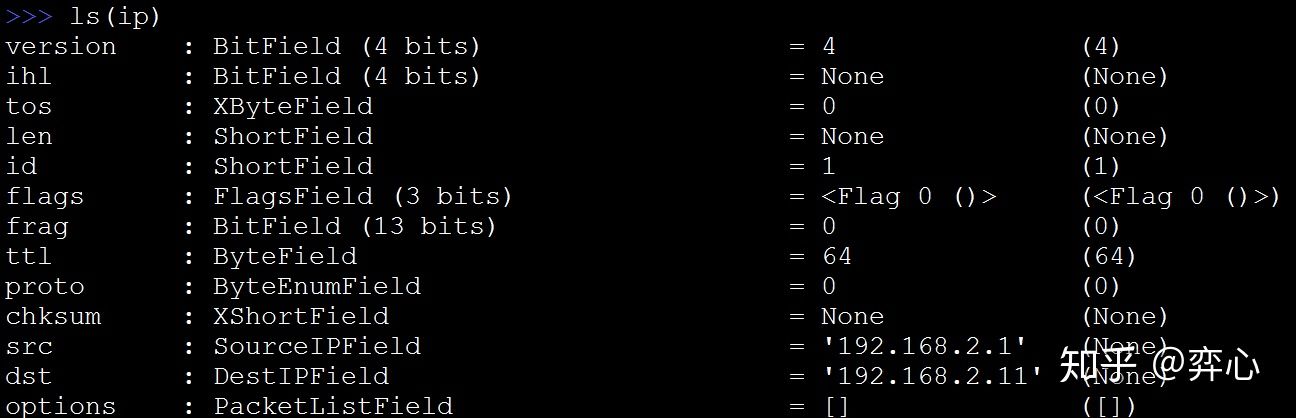 >>> ls(ip)
version    : BitField (4 bits)                   = 4                (4)
ihl        : BitField (4 bits)                   = None             (None)
tos        : XByteField                          = 0                (0)
len        : ShortField                          = None             (None)
id         : ShortField                          = 1                (1)
flags      : FlagsField (3 bits)                 = <Flag 0 ()>      (<Flag 0 ()>)
frag       : BitField (13 bits)                  = 0                (0)
ttl        : ByteField                           = 64               (64)
proto      : ByteEnumField                       = 0                (0)
chksum     : XShortField                         = None             (None)
src        : SourceIPField                       = '192.168.2.1'    (None)
dst        : DestIPField                         = '192.168.2.11'   (None)
知乎 @弈心
options    : PacketListField                     = []               ([])